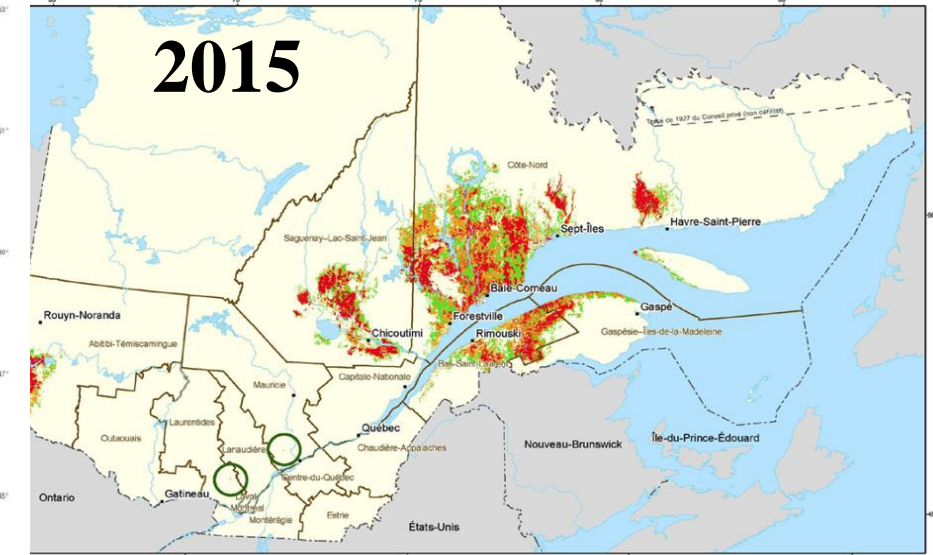 2015
Tracé de 1927 du Conseil privé (non définitif)
Côte-Nord
Havre-Saint-Pierre
Sept-Îles
Saguenay–Lac-Saint-Jean
Baie-Comeau
Gaspé
Rouyn-Noranda
Forestville
Chicoutimi
Rimouski
Gaspésie–Îles-de-la-Madeleine
Abitibi-Témiscamingue
Bas-Saint-Laurent
Capitale-Nationale
Mauricie
Laurentides
Québec
Outaouais
Lanaudière
Chaudière-Appalaches
Nouveau-Brunswick
Île-du-Prince-Édouard
Centre-du-Québec
Gatineau
Ontario
Laval
Montréal
Montérégie
Estrie
États-Unis